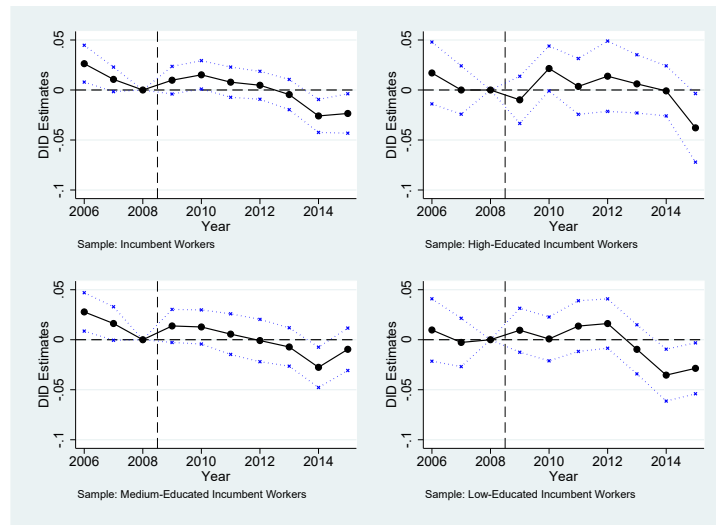 DID Estimates
.05
0
-.05
-.1
2006 2008 2010 2012 2014
Year
Sample: Incumbent Workers
DID Estimates
.05
0
-.05
-.1
2006 2008 2010 2012 2014
Year
Sample: High-Educated Incumbent Workers
DID Estimates
.05
0
-.05
-.1
2006 2008 2010 2012 2014
Year
Sample: Medium-Educated Incumbent Workers
DID Estimates
.05
0
-.05
-.1
2006 2008 2010 2012 2014
Year
Sample: Low-Educated Incumbent Workers